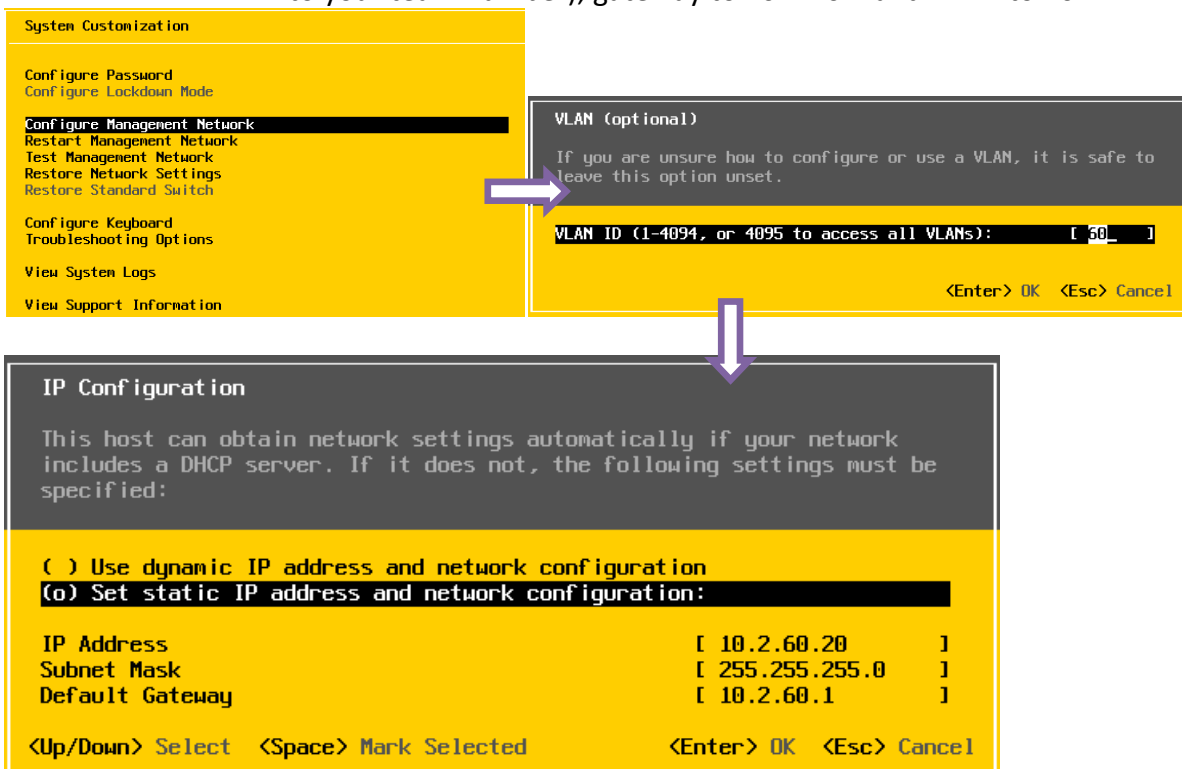 System Customization
Configure Password
Configure Lockdown Mode
Configure Management Network
Restart Management Network
Test Management Network
Restore Network Settings
Restore Standard Switch
Configure Keyboard
Troubleshooting Options
View System Logs
View Support Information
VLAN (optional)
If you are unsure how to configure or use a VLAN, it is safe to
leave this option unset.
VLAN ID (1-4094, or 4095 to access all VLANs): [ 60_ ]
<Enter> OK <Esc> Cancel
IP Configuration
This host can obtain network settings automatically if your network
includes a DHCP server. If it does not, the following settings must be
specified:
( ) Use dynamic IP address and network configuration
(o) Set static IP address and network configuration:
IP Address [ 10.2.60.20 ]
Subnet Mask [ 255.255.255.0 ]
Default Gateway [ 10.2.60.1 ]
<Up/Down> Select <Space> Mark Selected <Enter> OK <Esc> Cancel